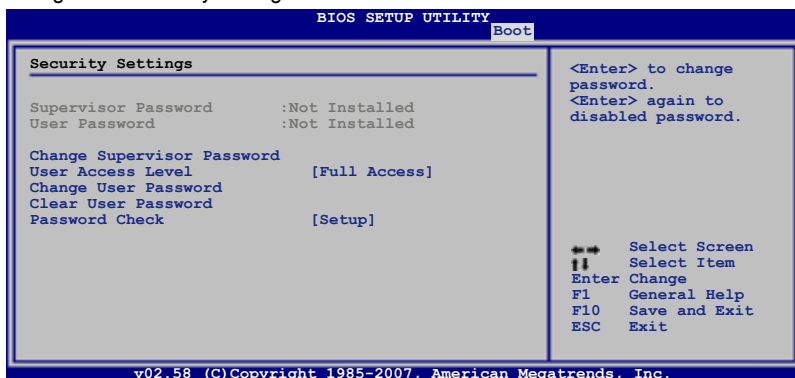 BIOS SETUP UTILITY
Boot
Security Settings
Supervisor Password :Not Installed
User Password :Not Installed
Change Supervisor Password
User Access Level [Full Access]
Change User Password
Clear User Password
Password Check [Setup]
<Enter> to change
password.
<Enter> again to
disabled password.
Select Screen
Select Item
Enter Change
F1 General Help
F10 Save and Exit
ESC Exit
v02.58 (C)Copyright 1985-2007, American Megatrends, Inc.